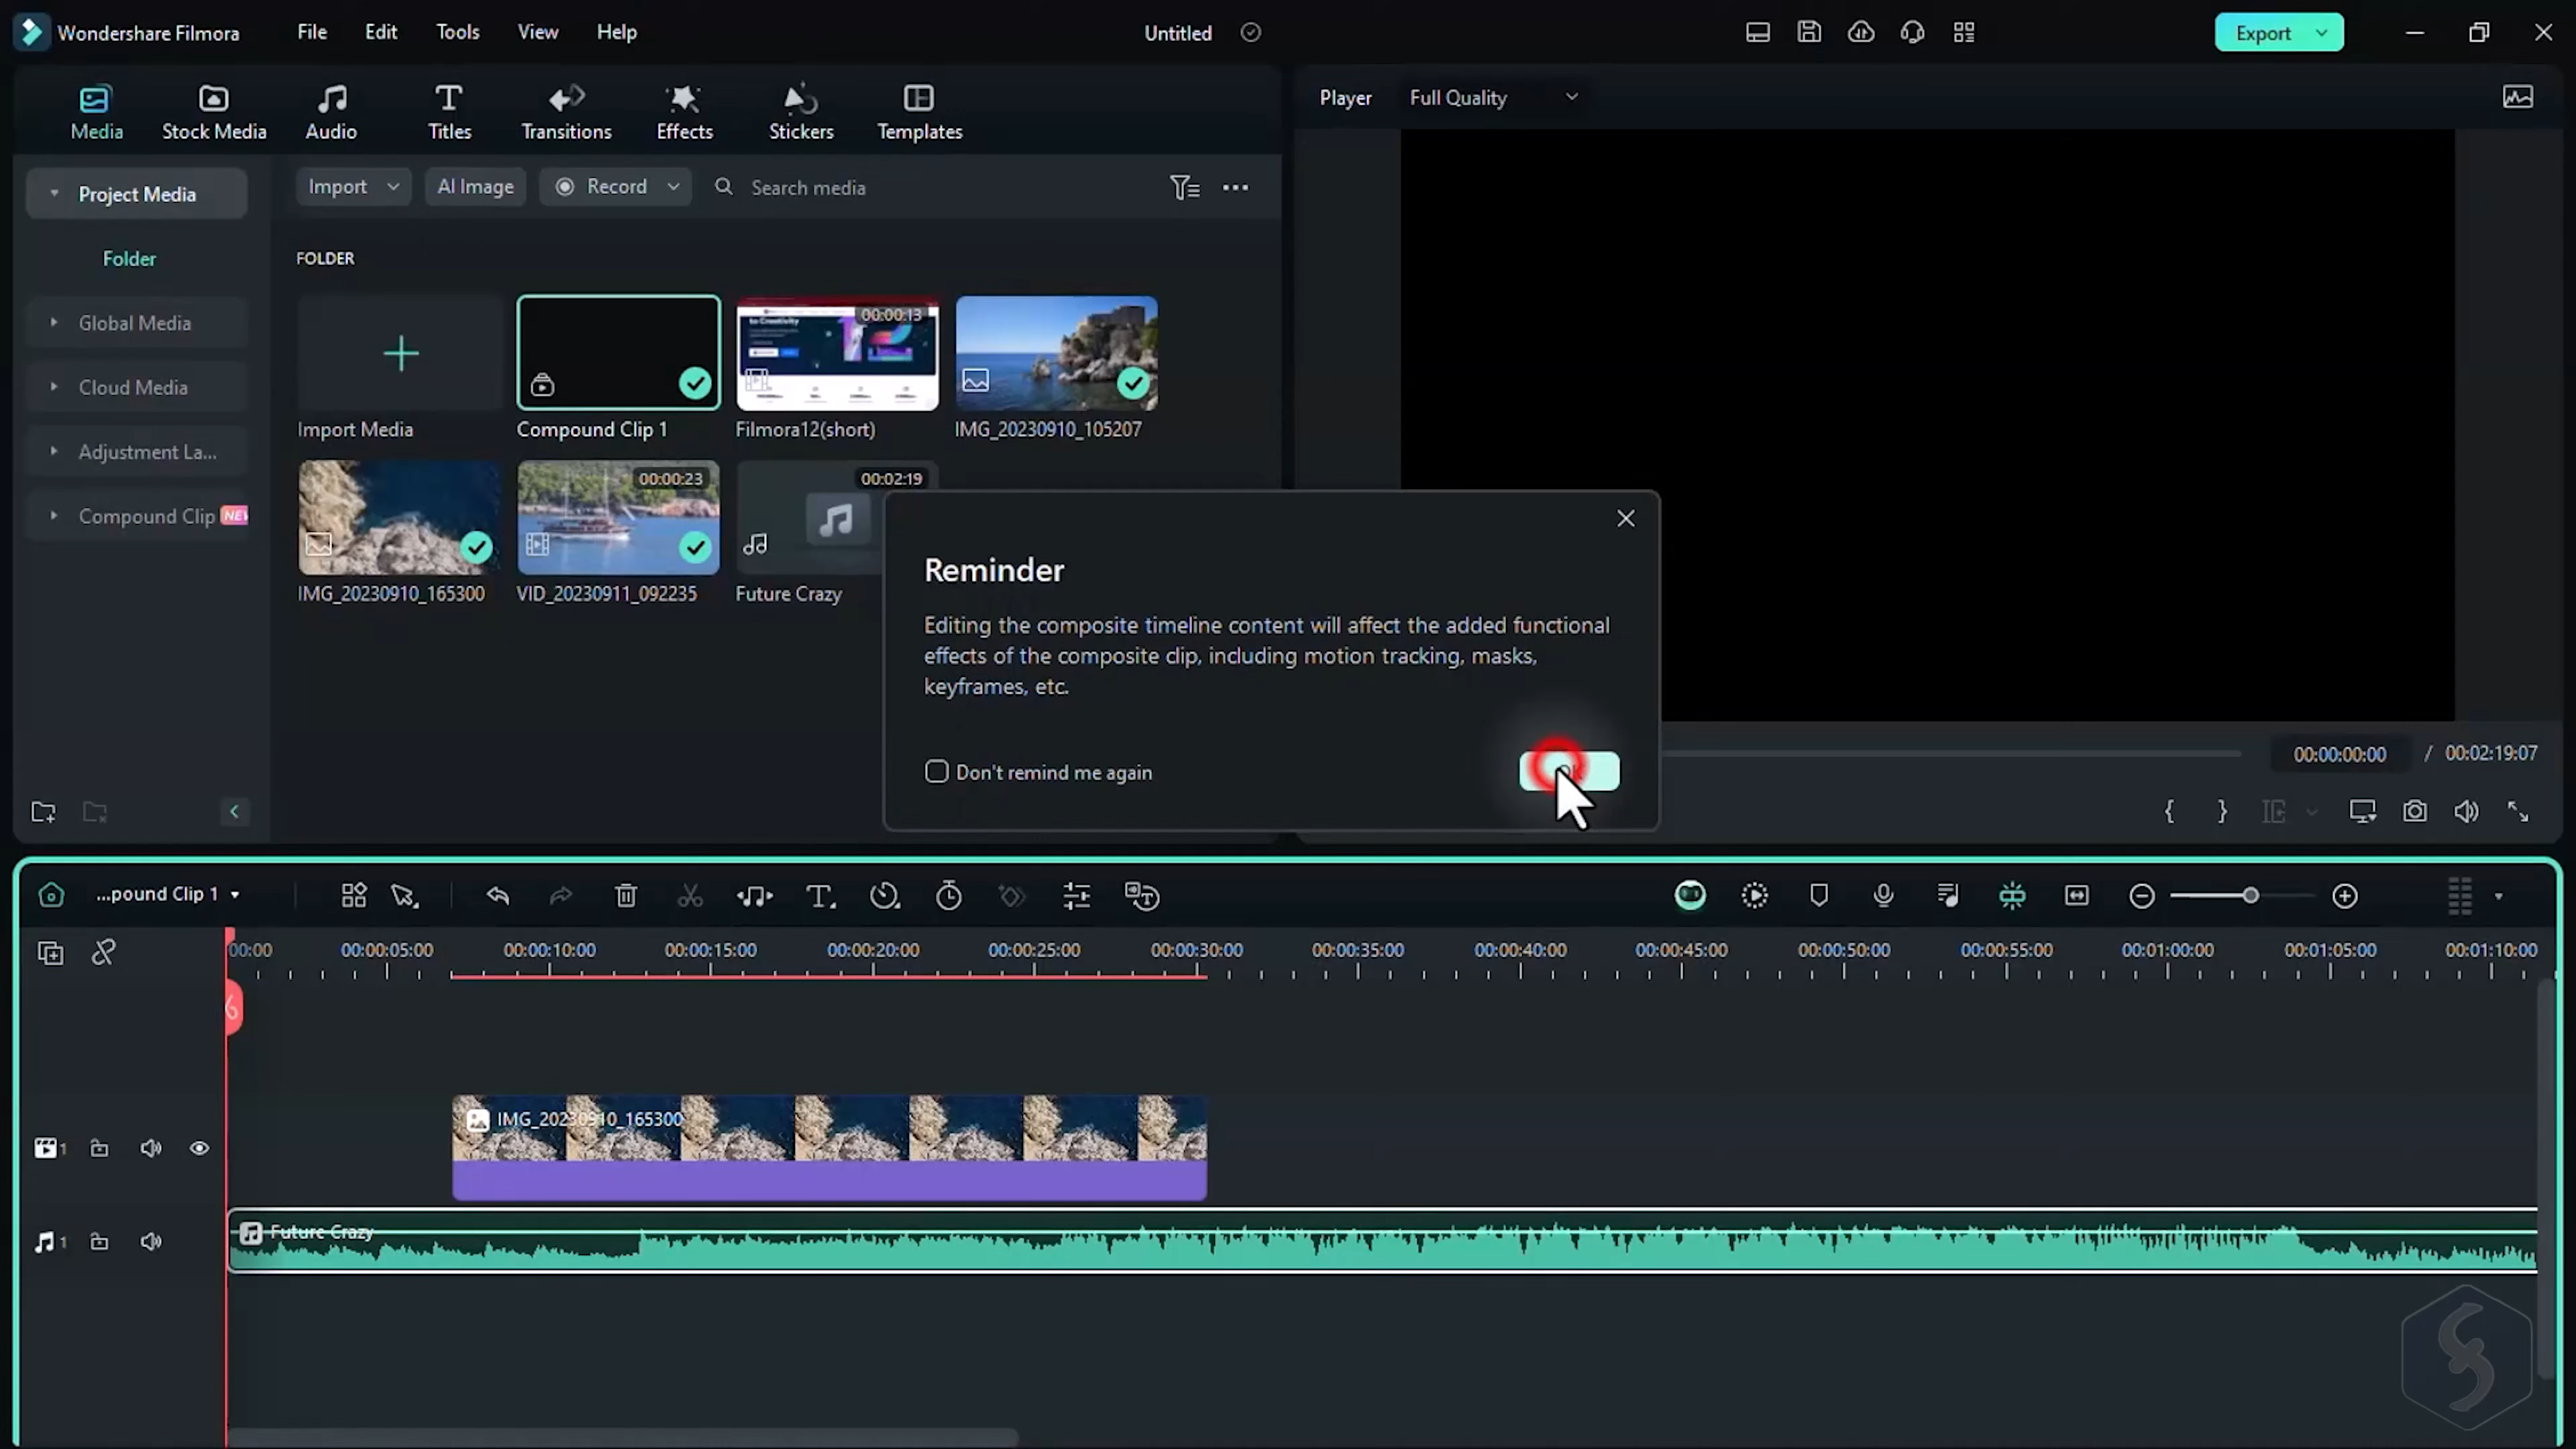 Wondershare Filmora
File
Edit
Tools
View
Help
Untitled
Export
Media
Stock Media
Audio
Titles
Transitions
Effects
Stickers
Templates
Player
Full Quality
Project Media
Folder
Global Media
Cloud Media
Adjustment La...
Compound Clip
Import
AI Image
Record
Search media
FOLDER
Import Media
Compound Clip 1
00:00:13
Filmora12(short)
IMG_20230910_105207
IMG_20230910_165300
00:00:23
VID_20230911_092235
00:02:19
Future Crazy
Reminder
Editing the composite timeline content will affect the added functional
effects of the composite clip, including motion tracking, masks,
keyframes, etc.
Don't remind me again
00:00:00:00 / 00:02:19:07
...pound Clip 1
00:00
00:00:05:00
00:00:10:00
00:00:15:00
00:00:20:00
00:00:25:00
00:00:30:00
00:00:35:00
00:00:40:00
00:00:45:00
00:00:50:00
00:00:55:00
00:01:00:00
00:01:05:00
00:01:10:00
IMG_20230910_165300
1
Future Crazy
1